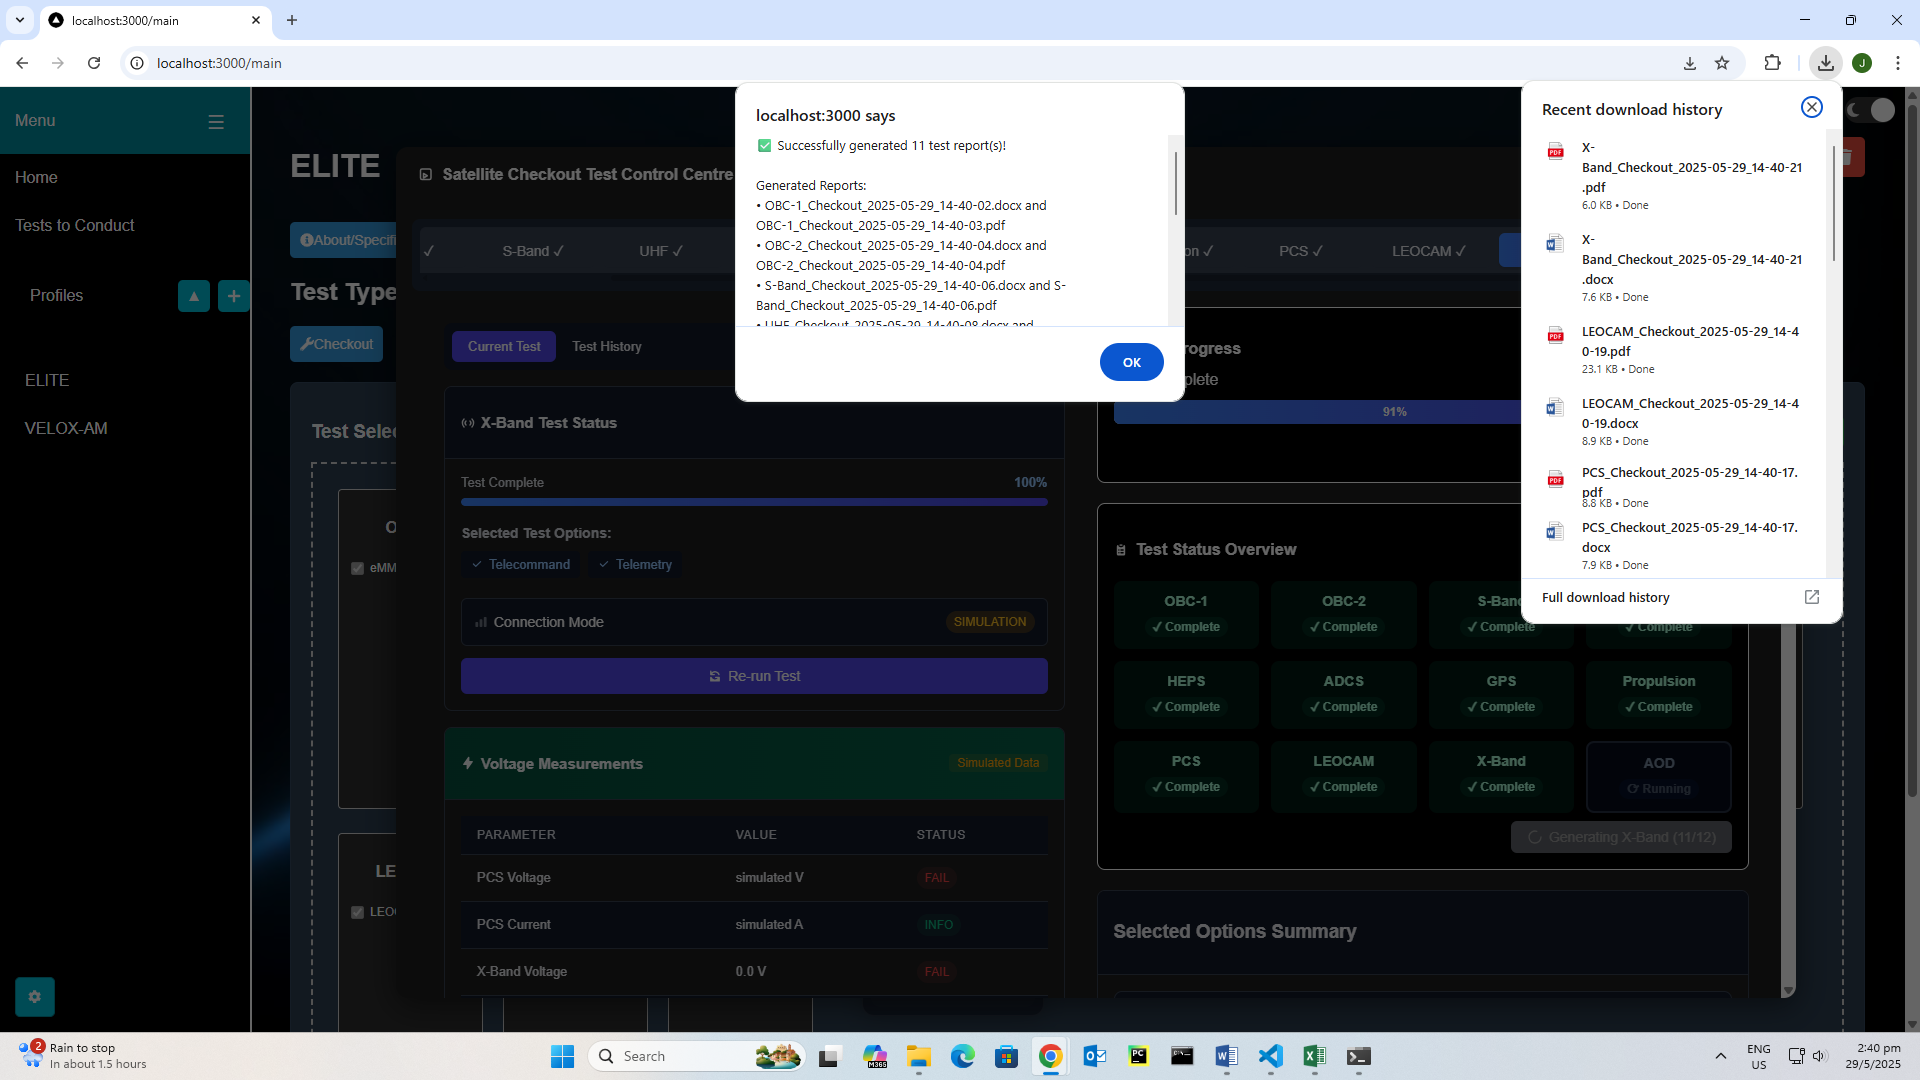 localhost:3000/main
localhost:3000/main
J
Menu
Home
Tests to Conduct
Profiles
ELITE
VELOX-AM
ELITE
About/Specifi
Test Type
Checkout
Test Selec
eMM
LE
LEO
Satellite Checkout Test Control Centre
✓
S-Band ✓
UHF ✓
on ✓
PCS ✓
LEOCAM ✓
Current Test
Test History
X-Band Test Status
Test Complete
100%
Selected Test Options:
✓ Telecommand
✓ Telemetry
Connection Mode
SIMULATION
Re-run Test
Voltage Measurements
Simulated Data
PARAMETER VALUE STATUS
PCS Voltage simulated V FAIL
PCS Current simulated A INFO
X-Band Voltage 0.0 V FAIL
rogress
plete
91%
Test Status Overview
OBC-1
✓ Complete
OBC-2
✓ Complete
S-Band
✓ Complete
✓ Complete
HEPS
✓ Complete
ADCS
✓ Complete
GPS
✓ Complete
Propulsion
✓ Complete
PCS
✓ Complete
LEOCAM
✓ Complete
X-Band
✓ Complete
AOD
Running
Generating X-Band (11/12)
Selected Options Summary
localhost:3000 says
✅ Successfully generated 11 test report(s)!
Generated Reports:
• OBC-1_Checkout_2025-05-29_14-40-02.docx and
OBC-1_Checkout_2025-05-29_14-40-03.pdf
• OBC-2_Checkout_2025-05-29_14-40-04.docx and
OBC-2_Checkout_2025-05-29_14-40-04.pdf
• S-Band_Checkout_2025-05-29_14-40-06.docx and S-
Band_Checkout_2025-05-29_14-40-06.pdf
• UHF_Checkout_2025-05-29_14-40-08.docx and
OK
Recent download history
X-
Band_Checkout_2025-05-29_14-40-21
.pdf
6.0 KB • Done
X-
Band_Checkout_2025-05-29_14-40-21
.docx
7.6 KB • Done
LEOCAM_Checkout_2025-05-29_14-4
0-19.pdf
23.1 KB • Done
LEOCAM_Checkout_2025-05-29_14-4
0-19.docx
8.9 KB • Done
PCS_Checkout_2025-05-29_14-40-17.
pdf
8.8 KB • Done
PCS_Checkout_2025-05-29_14-40-17.
docx
7.9 KB • Done
Full download history
2
Rain to stop
In about 1.5 hours
Search
M365
PC
ENG
US
2:40 pm
29/5/2025